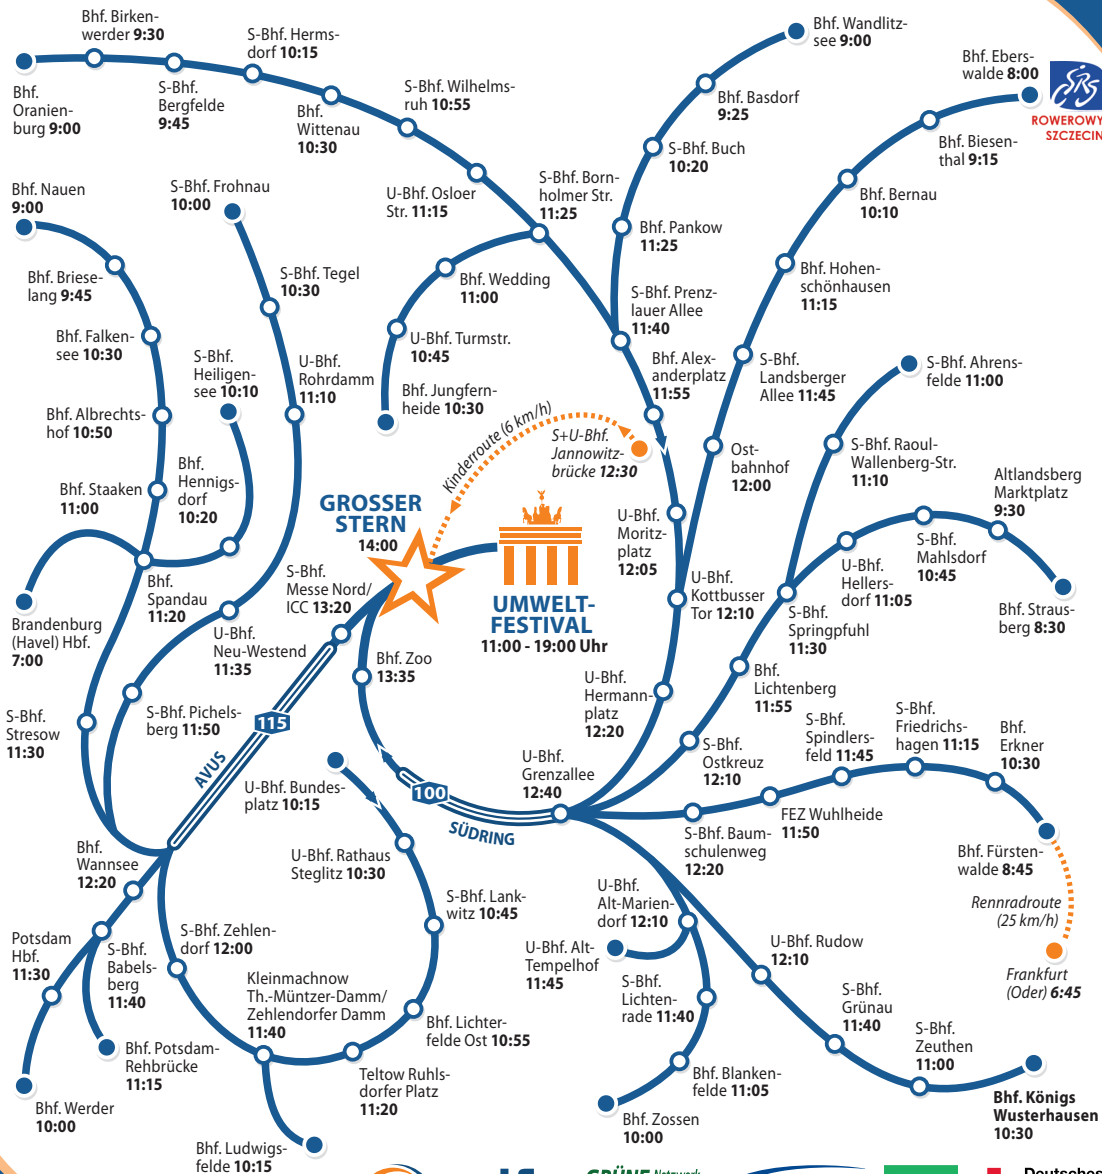 Bhf. Birken-
werder 9:30
S-Bhf. Herms-
dorf 10:15
Bhf.
Oranien-
burg 9:00
S-Bhf.
Bergfelde
9:45
Bhf.
Wittenau
10:30
S-Bhf. Wilhelms-
ruh 10:55
U-Bhf. Osloer
Str. 11:15
S-Bhf. Born-
holmer Str.
11:25
Bhf. Wandlitz-
see 9:00
Bhf. Basdorf
9:25
S-Bhf. Buch
10:20
Bhf. Pankow
11:25
S-Bhf. Prenz-
lauer Allee
11:40
Bhf. Alex-
anderplatz
11:55
Bhf. Ebers-
walde 8:00
ROWEROWY
SZCZECIN
Bhf. Biesen-
thal 9:15
Bhf. Bernau
10:10
Bhf. Hohen-
schönhausen
11:15
S-Bhf.
Landsberger
Allee 11:45
Ost-
bahnhof
12:00
Bhf. Nauen
9:00
Bhf. Briese-
lang 9:45
Bhf. Falken-
see 10:30
Bhf. Albrechts-
hof 10:50
Bhf. Staaken
11:00
S-Bhf. Frohnau
10:00
S-Bhf. Tegel
10:30
U-Bhf.
Rohrdamm
11:10
S-Bhf.
Heiligen-
see 10:10
Bhf.
Hennigs-
dorf
10:20
Bhf. Wedding
11:00
U-Bhf. Turmstr.
10:45
Bhf. Jungfern-
heide 10:30
Kinderroute (6 km/h)
S+U-Bhf.
Jannowitz-
brücke 12:30
GROSSER
STERN
14:00
UMWELT-
FESTIVAL
11:00 - 19:00 Uhr
U-Bhf.
Moritz-
platz
12:05
U-Bhf.
Kottbusser
Tor 12:10
U-Bhf.
Hermann-
platz
12:20
S-Bhf. Ahrens-
felde 11:00
S-Bhf. Raoul-
Wallenberg-Str.
11:10
Altlandsberg
Marktplatz
9:30
S-Bhf.
Mahlsdorf
10:45
U-Bhf.
Hellers-
dorf 11:05
Bhf. Straus-
berg 8:30
S-Bhf.
Springpfuhl
11:30
Bhf.
Lichtenberg
11:55
S-Bhf.
Ostkreuz
12:10
Brandenburg
(Havel) Hbf.
7:00
Bhf.
Spandau
11:20
S-Bhf.
Messe Nord/
ICC 13:20
U-Bhf.
Neu-Westend
11:35
S-Bhf. Pichels-
berg 11:50
S-Bhf.
Stresow
11:30
Bhf. Zoo
13:35
115
AVUS
100
SÜDRING
U-Bhf.
Grenzallee
12:40
S-Bhf.
Spindlers-
feld 11:45
S-Bhf.
Friedrichs-
hagen 11:15
Bhf.
Erkner
10:30
FEZ Wuhlheide
11:50
S-Bhf. Baum-
schulenweg
12:20
Bhf. Fürsten-
walde 8:45
Rennradroute
(25 km/h)
Frankfurt
(Oder) 6:45
U-Bhf. Bundes-
platz 10:15
U-Bhf. Rathaus
Steglitz 10:30
S-Bhf. Lank-
witz 10:45
Bhf. Lichter-
felde Ost 10:55
Teltow Ruhls-
dorfer Platz
11:20
Kleinmachnow
Th.-Müntzer-Damm/
Zehlendorfer Damm
11:40
S-Bhf. Zehlen-
dorf 12:00
Bhf.
Wannsee
12:20
Potsdam
Hbf.
11:30
S-Bhf.
Babels-
berg
11:40
Bhf. Potsdam-
Rehbrücke
11:15
Bhf. Werder
10:00
Bhf. Ludwigs-
felde 10:15
U-Bhf.
Alt-Marien-
dorf 12:10
U-Bhf. Alt-
Tempelhof
11:45
S-Bhf.
Lichten-
rade 11:40
Bhf. Blanken-
felde 11:05
Bhf. Zossen
10:00
U-Bhf. Rudow
12:10
S-Bhf.
Grünau
11:40
S-Bhf.
Zeuthen
11:00
Bhf. Königs
Wusterhausen
10:30
GRÜNE Netzwerk
Deutsches